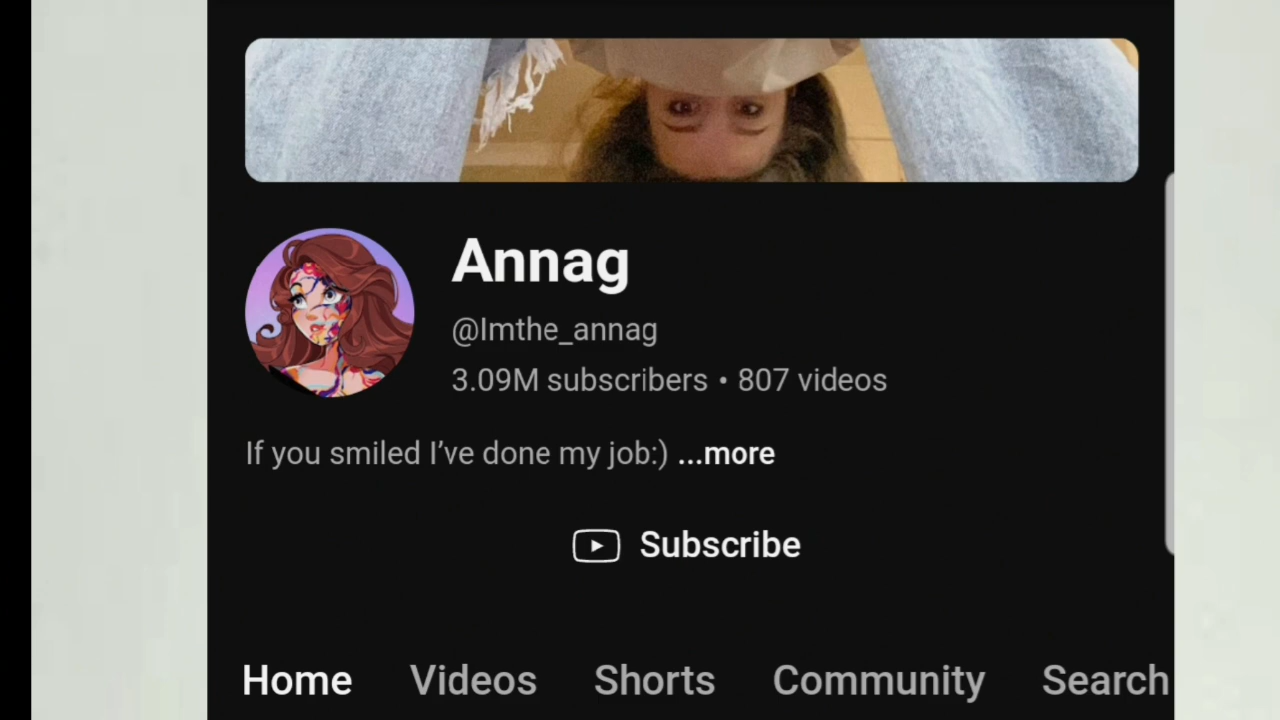 Annag
@Imthe_annag
3.09M subscribers • 807 videos
If you smiled I’ve done my job:) ...more
Subscribe
Home Videos Shorts Community Search